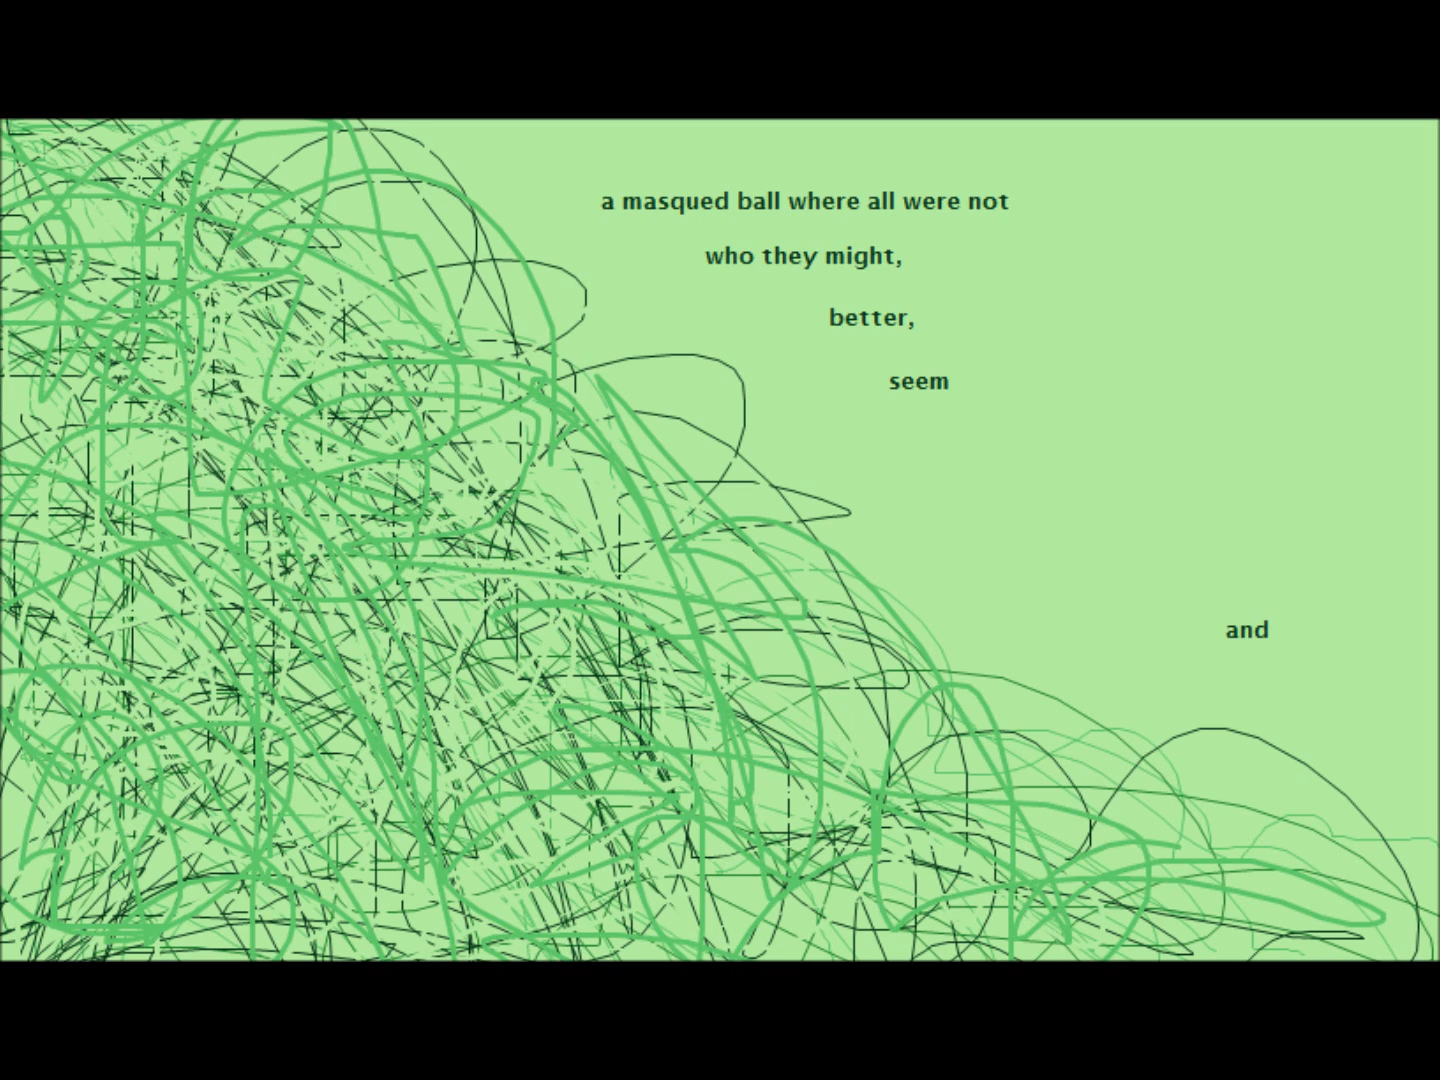 a masqued ball where all were not
who they might,
better,
seem
and